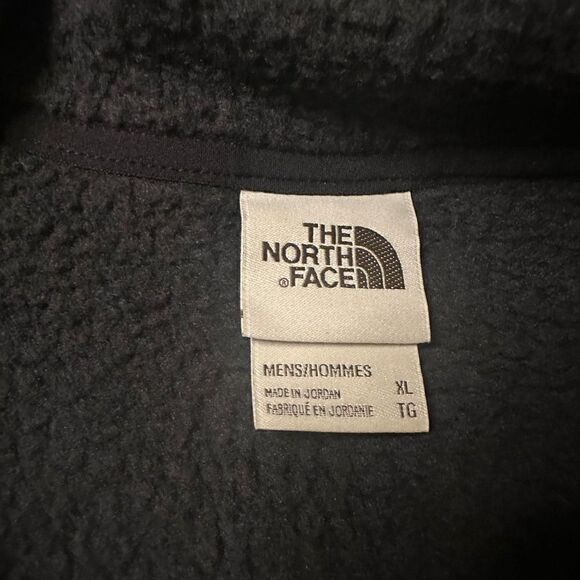 THE
NORTH
®FACE
MENS/HOMMES XL
MADE IN JORDAN
FABRIQUÉ EN JORDANIE TG